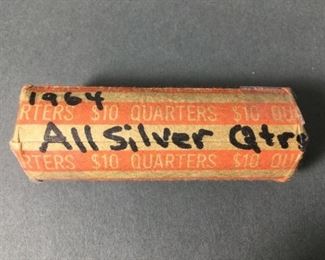 1964
RTERS $10 QUARTERS $10 QU
All Silver Qtrs
RTERS $10 QUARTERS $10 QU